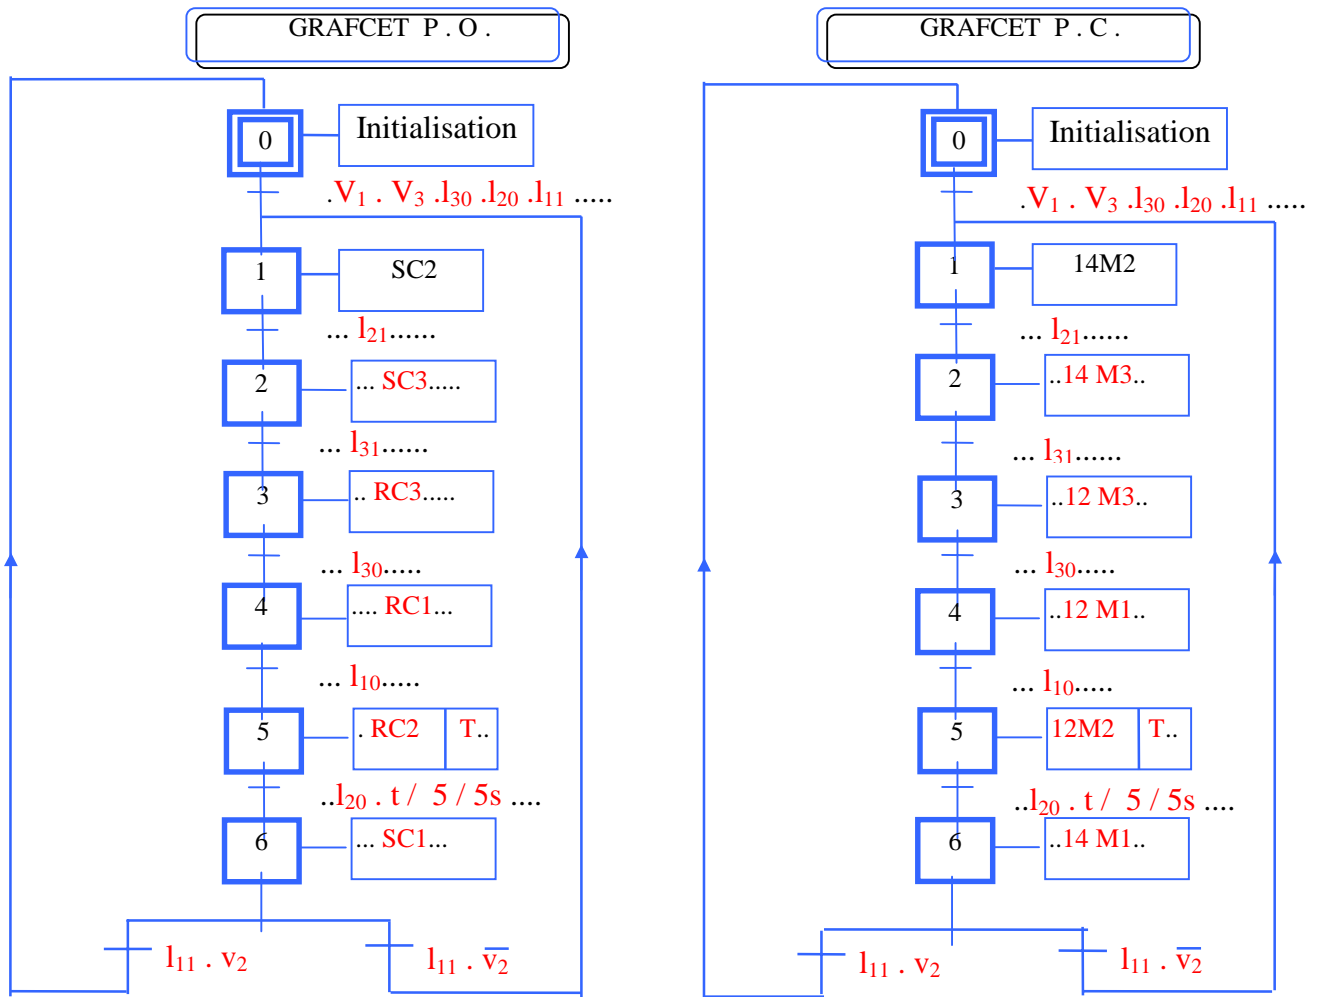 GRAFCET P . O .
0
Initialisation
.V1 . V3 .l30 .l20 .l11 .....
1
SC2
... l21......
2
... SC3.....
... l31......
3
.. RC3.....
... l30.....
4
.... RC1...
... l10.....
5
. RC2
T..
..l20 . t / 5 / 5s ....
6
... SC1...
l11 . v2
l11 . v̅2
GRAFCET P . C .
0
Initialisation
.V1 . V3 .l30 .l20 .l11 .....
1
14M2
... l21......
2
..14 M3..
... l31......
3
..12 M3..
... l30.....
4
..12 M1..
... l10.....
5
12M2
T..
..l20 . t / 5 / 5s ....
6
..14 M1..
l11 . v2
l11 . v̅2